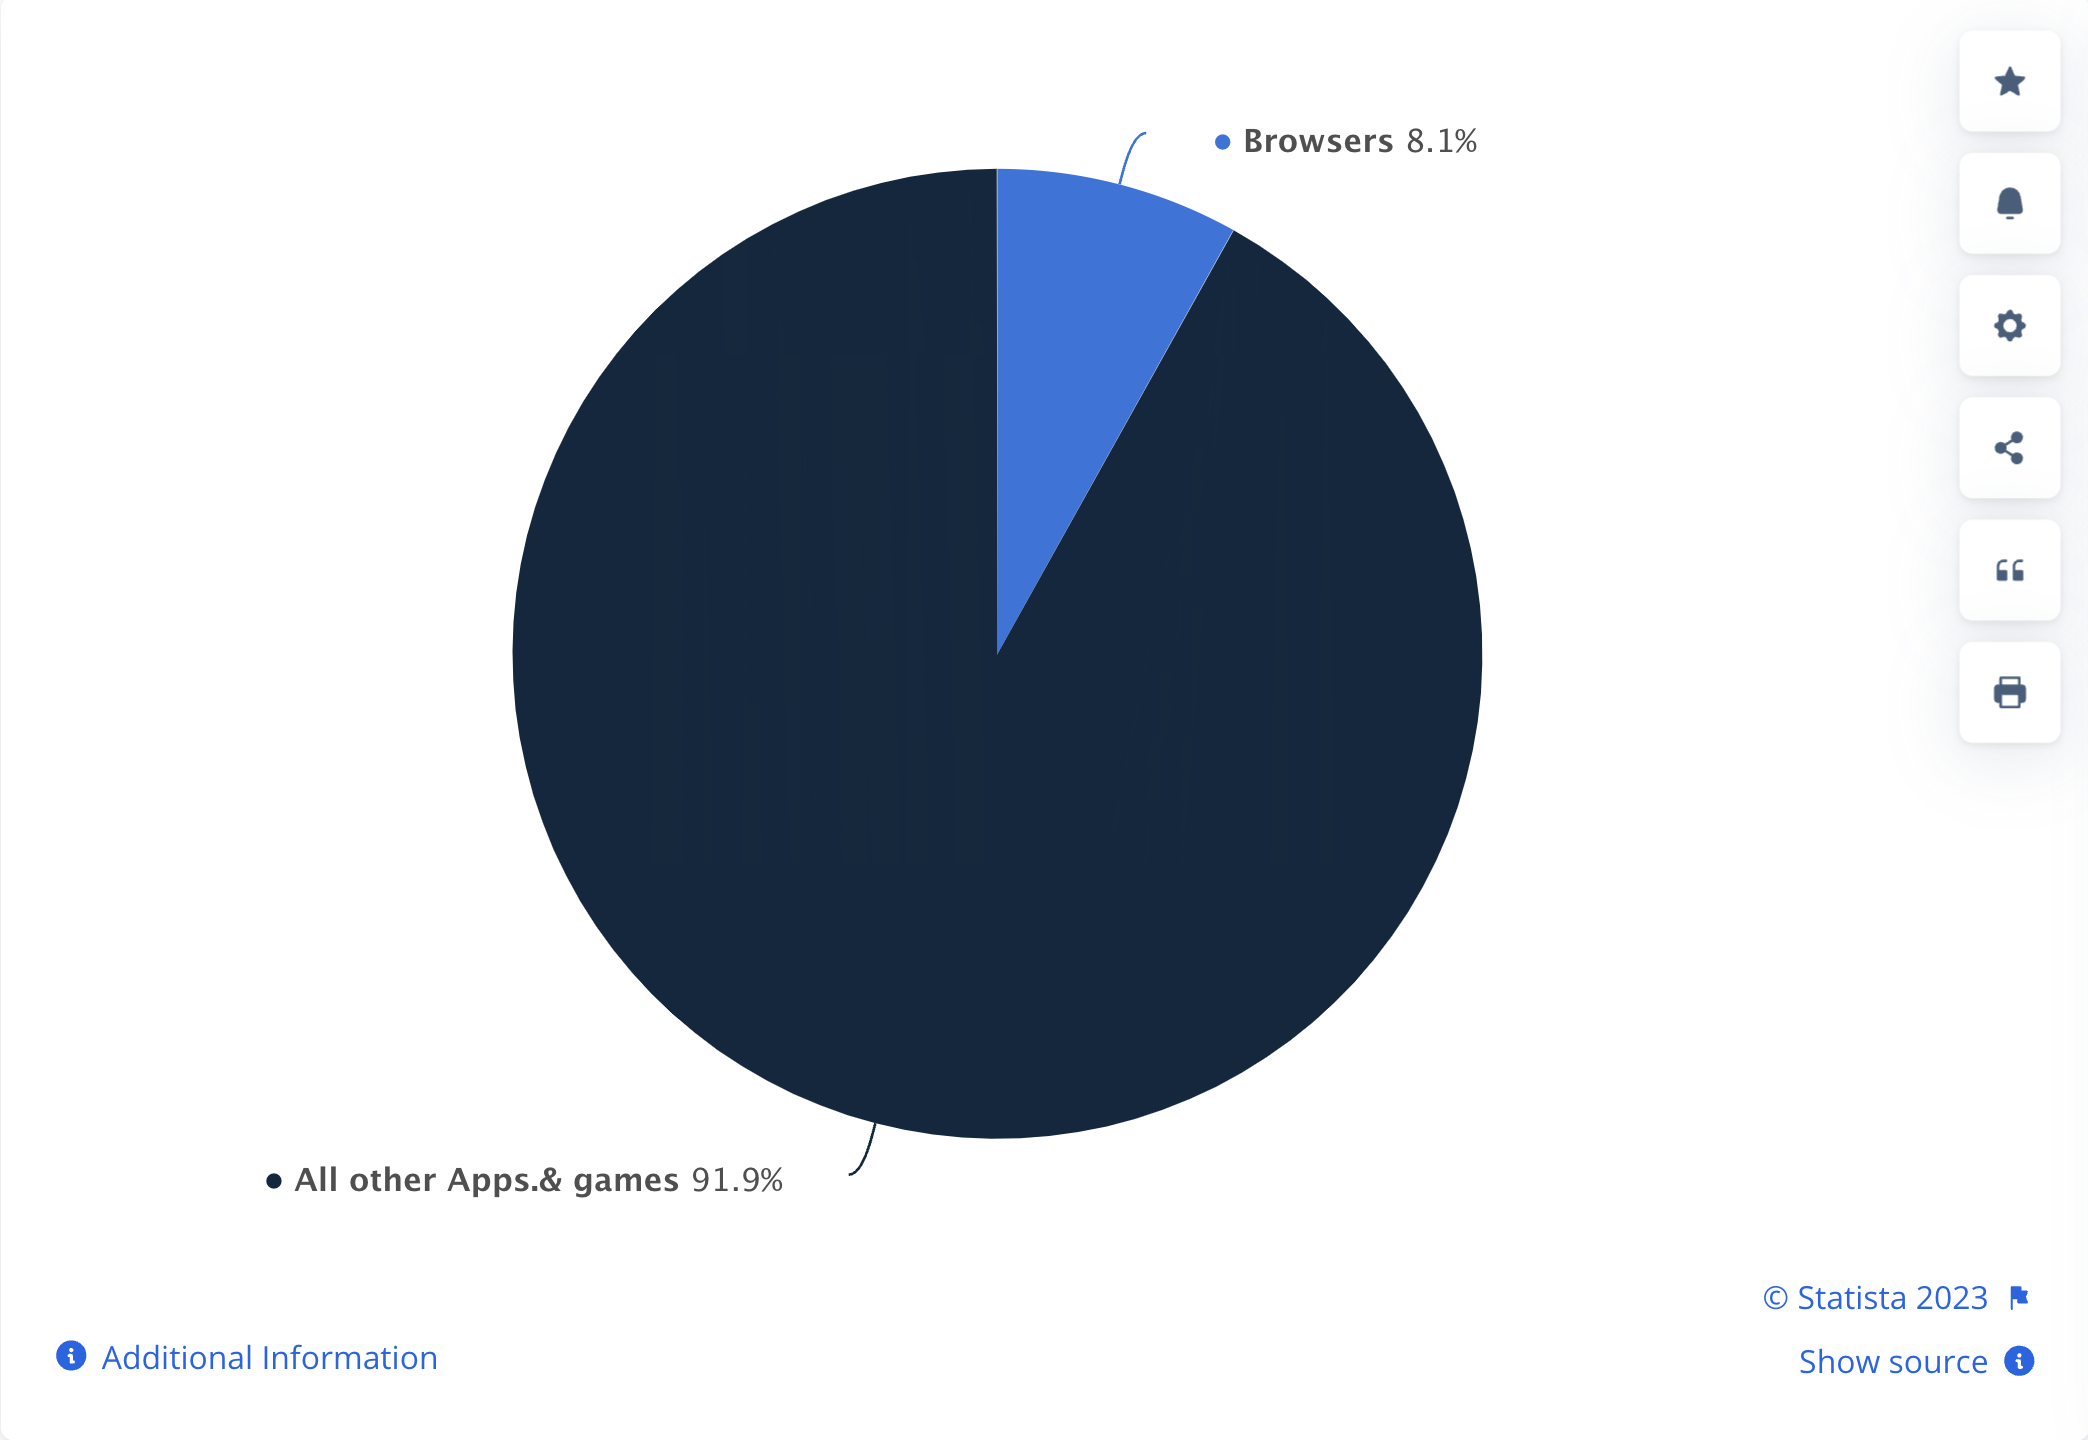 Browsers 8.1%
All other Apps.& games 91.9%
© Statista 2023
Additional Information
Show source